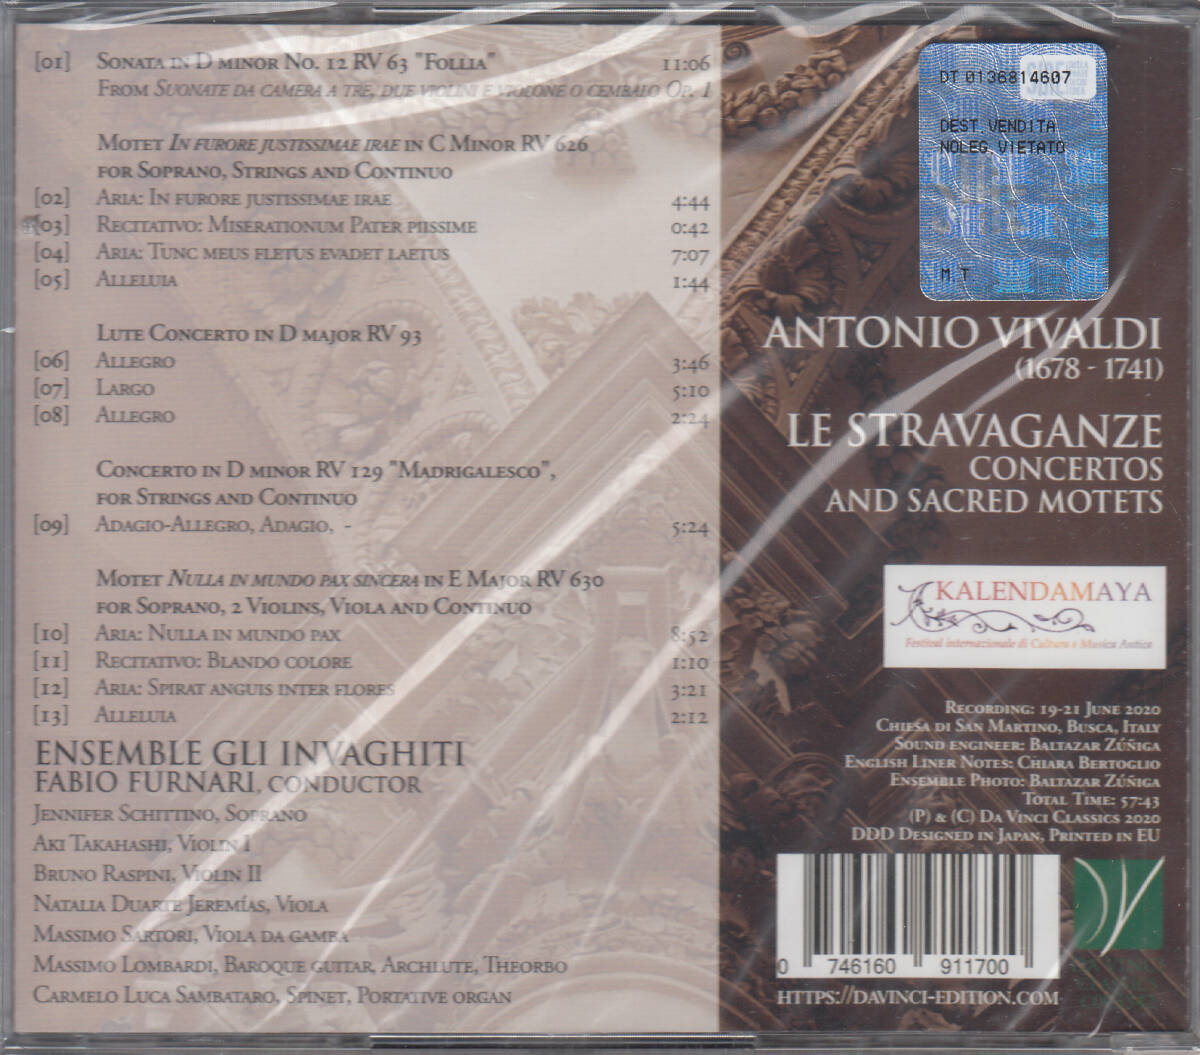 [01] Sonata in D minor No. 12 RV 63 "Follia" 11:06
From Suonate da camera a tre, due violini e violone o cembalo Op. 1
Motet In furore justissimae irae in C Minor RV 626
for Soprano, Strings and Continuo
[02] Aria: In furore justissimae irae 4:44
[03] Recitativo: Miserationum Pater piissime 0:42
[04] Aria: Tunc meus fletus evadet laetus 7:07
[05] Alleluia 1:44
Lute Concerto in D major RV 93
[06] Allegro 3:46
[07] Largo 5:10
[08] Allegro 2:24
Concerto in D minor RV 129 "Madrigalesco",
for Strings and Continuo
[09] Adagio-Allegro, Adagio, - 5:24
Motet Nulla in mundo pax sincera in E Major RV 630
for Soprano, 2 Violins, Viola and Continuo
[10] Aria: Nulla in mundo pax 8:52
[11] Recitativo: Blando colore 1:10
[12] Aria: Spirat anguis inter flores 3:21
[13] Alleluia 2:12
ENSEMBLE GLI INVAGHITI
FABIO FURNARI, CONDUCTOR
Jennifer Schittino, Soprano
Aki Takahashi, Violin I
Bruno Raspini, Violin II
Natalia Duarte Jeremías, Viola
Massimo Sartori, Viola da gamba
Massimo Lombardi, Baroque guitar, Archlute, Theorbo
Carmelo Luca Sambataro, Spinet, Portative organ
DT 0136814607
DEST.VENDITA
NOLEG.VIETATO
M T
ANTONIO VIVALDI
(1678 - 1741)
LE STRAVAGANZE
CONCERTOS
AND SACRED MOTETS
KALENDAMAYA
Festival internazionale di Cultura e Musica Antica
Recording: 19-21 June 2020
Chiesa di San Martino, Busca, Italy
Sound engineer: Baltazar Zúñiga
English Liner Notes: Chiara Bertoglio
Ensemble Photo: Baltazar Zúñiga
Total Time: 57:43
(P) & (C) Da Vinci Classics 2020
DDD Designed in Japan, Printed in EU
0 746160 911700
HTTPS://DAVINCI-EDITION.COM